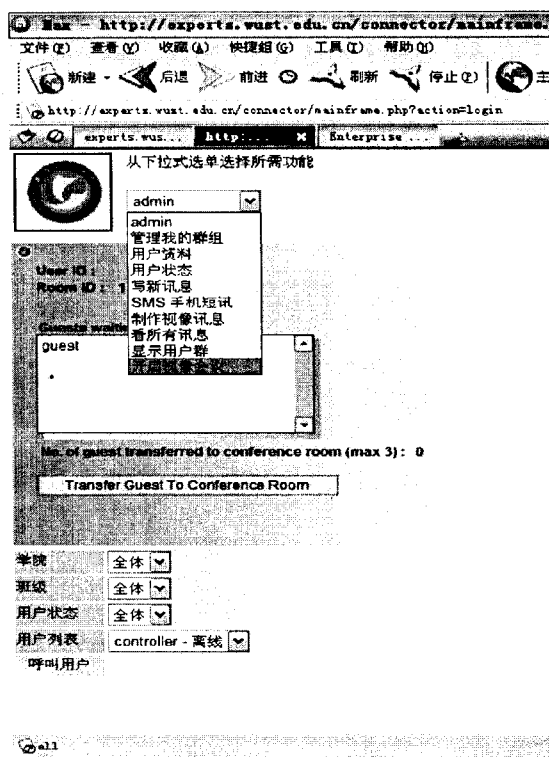 Max - http://experts.wust.edu.cn/connector/mainframe.
文件(F) 查看(V) 收藏(A) 快捷组(G) 工具(T) 帮助(H)
新建 后退 前进 刷新 停止(P) 主
http://experts.wust.edu.cn/connector/mainframe.php?action=login
experts.wus... http:... x Enterprise ...
从下拉式选单选择所需功能
admin
admin
管理我的群组
用户资料
用户状态
写新讯息
SMS 手机短讯
制作视像讯息
看所有讯息
显示用户群
User ID :
Room ID : 1
Guests waiti
guest
No. of guest transferred to conference room (max 3) : 0
Transfer Guest To Conference Room
学院 全体
班级 全体
用户状态 全体
用户列表 controller - 离线
呼叫用户
all